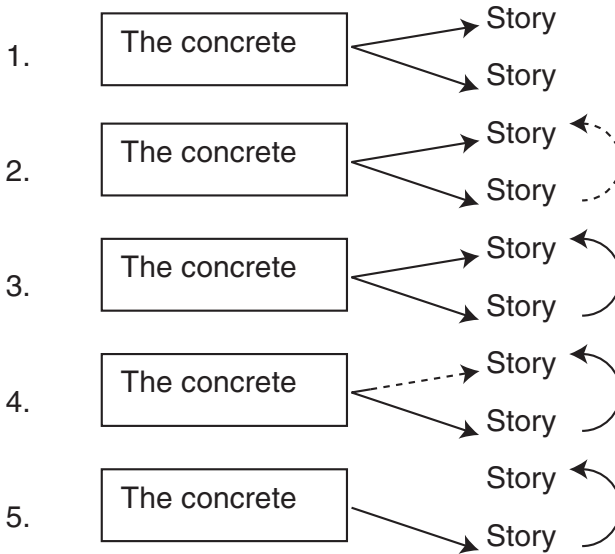 1. The concrete Story
Story
2. The concrete Story
Story
3. The concrete Story
Story
4. The concrete Story
Story
5. The concrete Story
Story